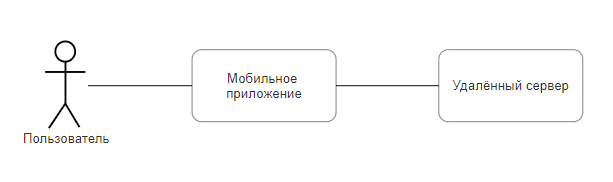 Мобильное
приложение
Удалённый сервер
Пользователь